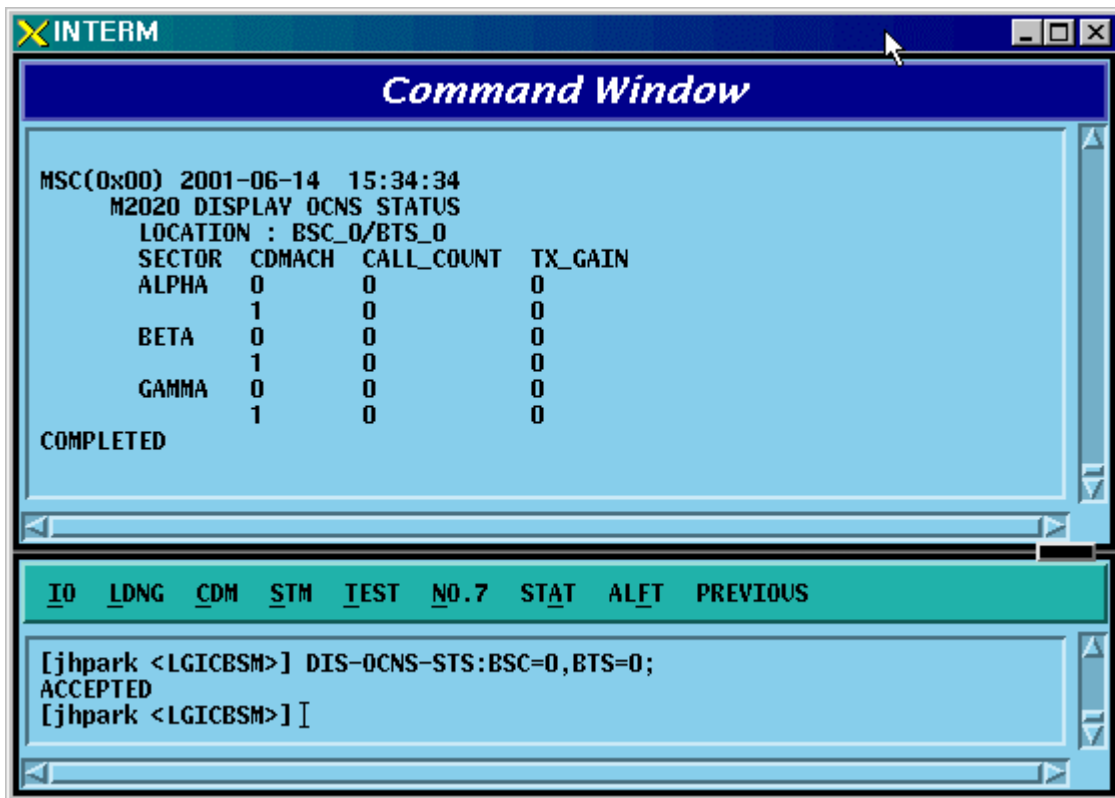 INTERM
Command Window
MSC(0x00) 2001-06-14 15:34:34
M2020 DISPLAY OCNS STATUS
LOCATION : BSC_0/BTS_0
SECTOR CDMACH CALL_COUNT TX_GAIN
ALPHA 0 0 0
1 0 0
BETA 0 0 0
1 0 0
GAMMA 0 0 0
1 0 0
COMPLETED
IO LDNG CDM STM TEST NO.7 STAT ALFT PREVIOUS
[jhpark <LGICBSM>] DIS-OCNS-STS:BSC=0,BTS=0;
ACCEPTED
[jhpark <LGICBSM>]